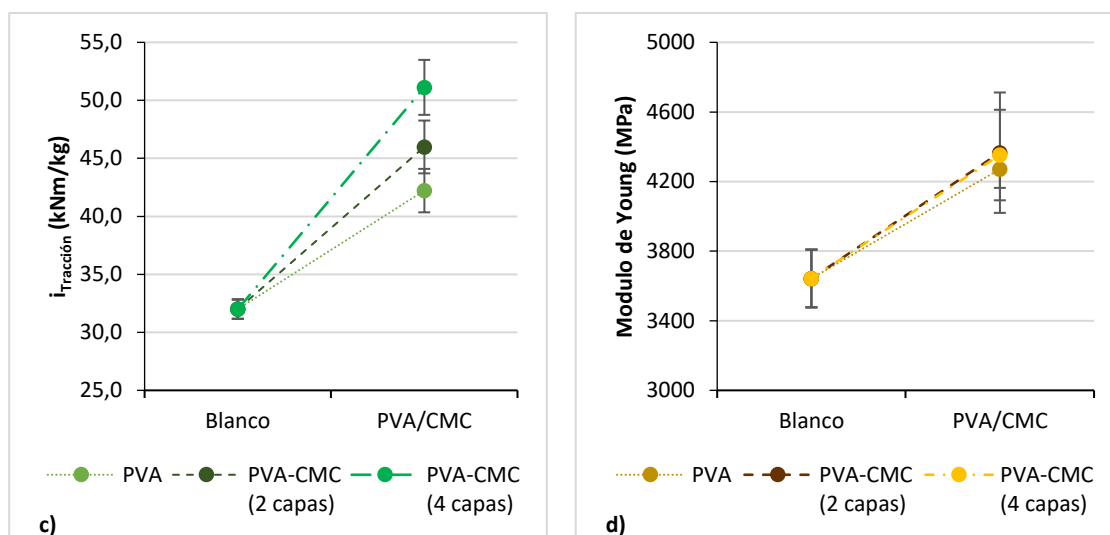 55,0
50,0
45,0
40,0
35,0
30,0
25,0
i Tracción (kNm/kg)
Blanco
PVA/CMC
PVA
PVA-CMC
(2 capas)
PVA-CMC
(4 capas)
c)
5000
4600
4200
3800
3400
3000
Modulo de Young (MPa)
Blanco
PVA/CMC
PVA
PVA-CMC
(2 capas)
PVA-CMC
(4 capas)
d)